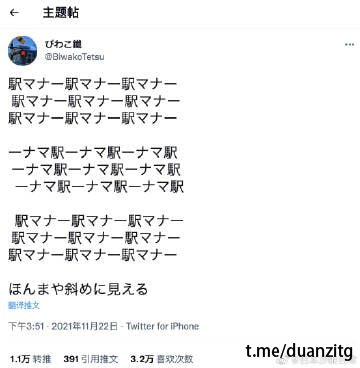 主题帖
びわこ鐵
@BiwakoTetsu
駅マナー駅マナー駅マナー
駅マナー駅マナー駅マナー
駅マナー駅マナー駅マナー
ーナマ駅ーナマ駅ーナマ駅
ーナマ駅ーナマ駅ーナマ駅
ーナマ駅ーナマ駅ーナマ駅
駅マナー駅マナー駅マナー
駅マナー駅マナー駅マナー
駅マナー駅マナー駅マナー
ほんまや斜めに見える
翻译推文
下午3:51 · 2021年11月22日 · Twitter for iPhone
1.1万 转推 391 引用推文 3.2万 喜欢次数
t.me/duanzitg